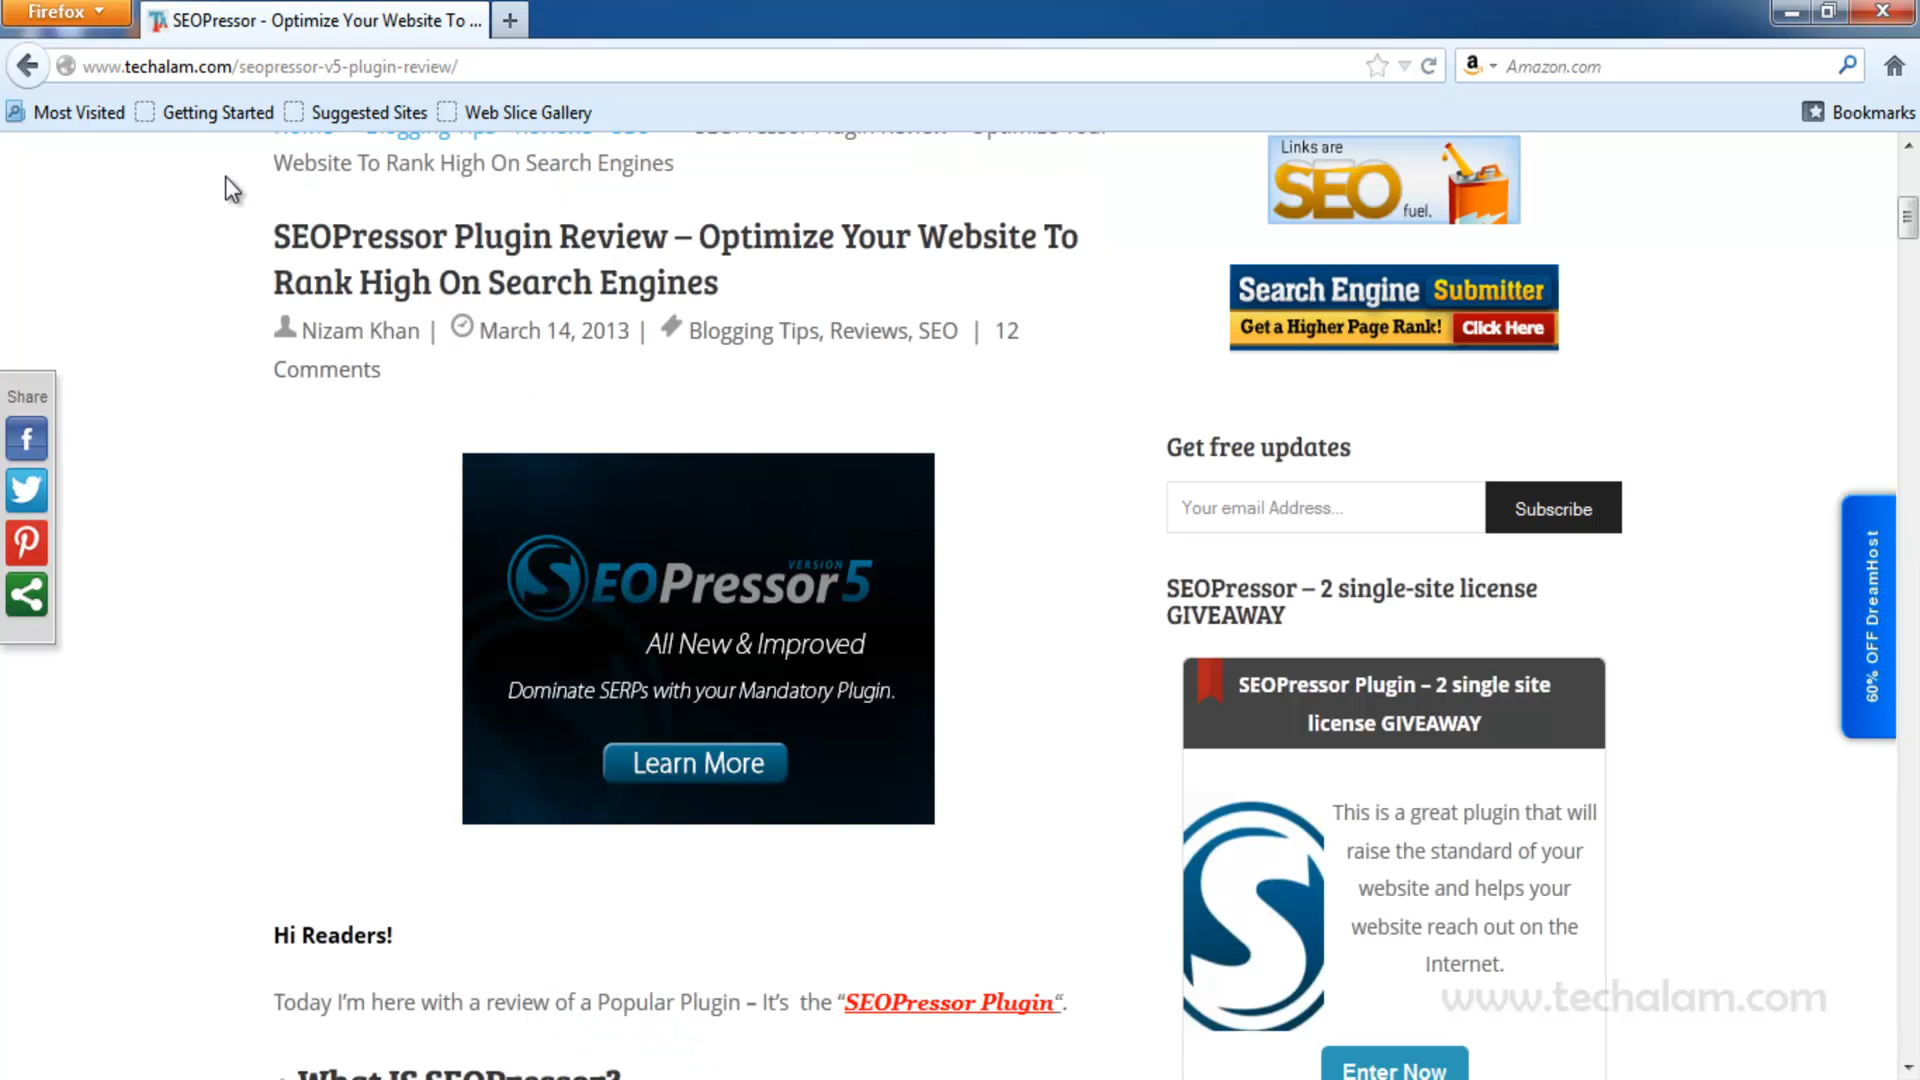 Firefox
SEOPressor - Optimize Your Website To ...
www.techalam.com/seopressor-v5-plugin-review/
Amazon.com
Most Visited Getting Started Suggested Sites Web Slice Gallery
Bookmarks
Website To Rank High On Search Engines
SEOPressor Plugin Review – Optimize Your Website To
Rank High On Search Engines
Nizam Khan | March 14, 2013 | Blogging Tips, Reviews, SEO | 12
Comments
Share
VERSION
SEOPressor 5
All New & Improved
Dominate SERPs with your Mandatory Plugin.
Learn More
Hi Readers!
Today I'm here with a review of a Popular Plugin – It's the “SEOPressor Plugin“.
What IS SEOPressor?
Links are
SEO
fuel.
Search Engine Submitter
Get a Higher Page Rank! Click Here
Get free updates
Your email Address... Subscribe
SEOPressor – 2 single-site license
GIVEAWAY
SEOPressor Plugin – 2 single site
license GIVEAWAY
This is a great plugin that will
raise the standard of your
website and helps your
website reach out on the
Internet.
www.techalam.com
Enter Now
60% OFF DreamHost